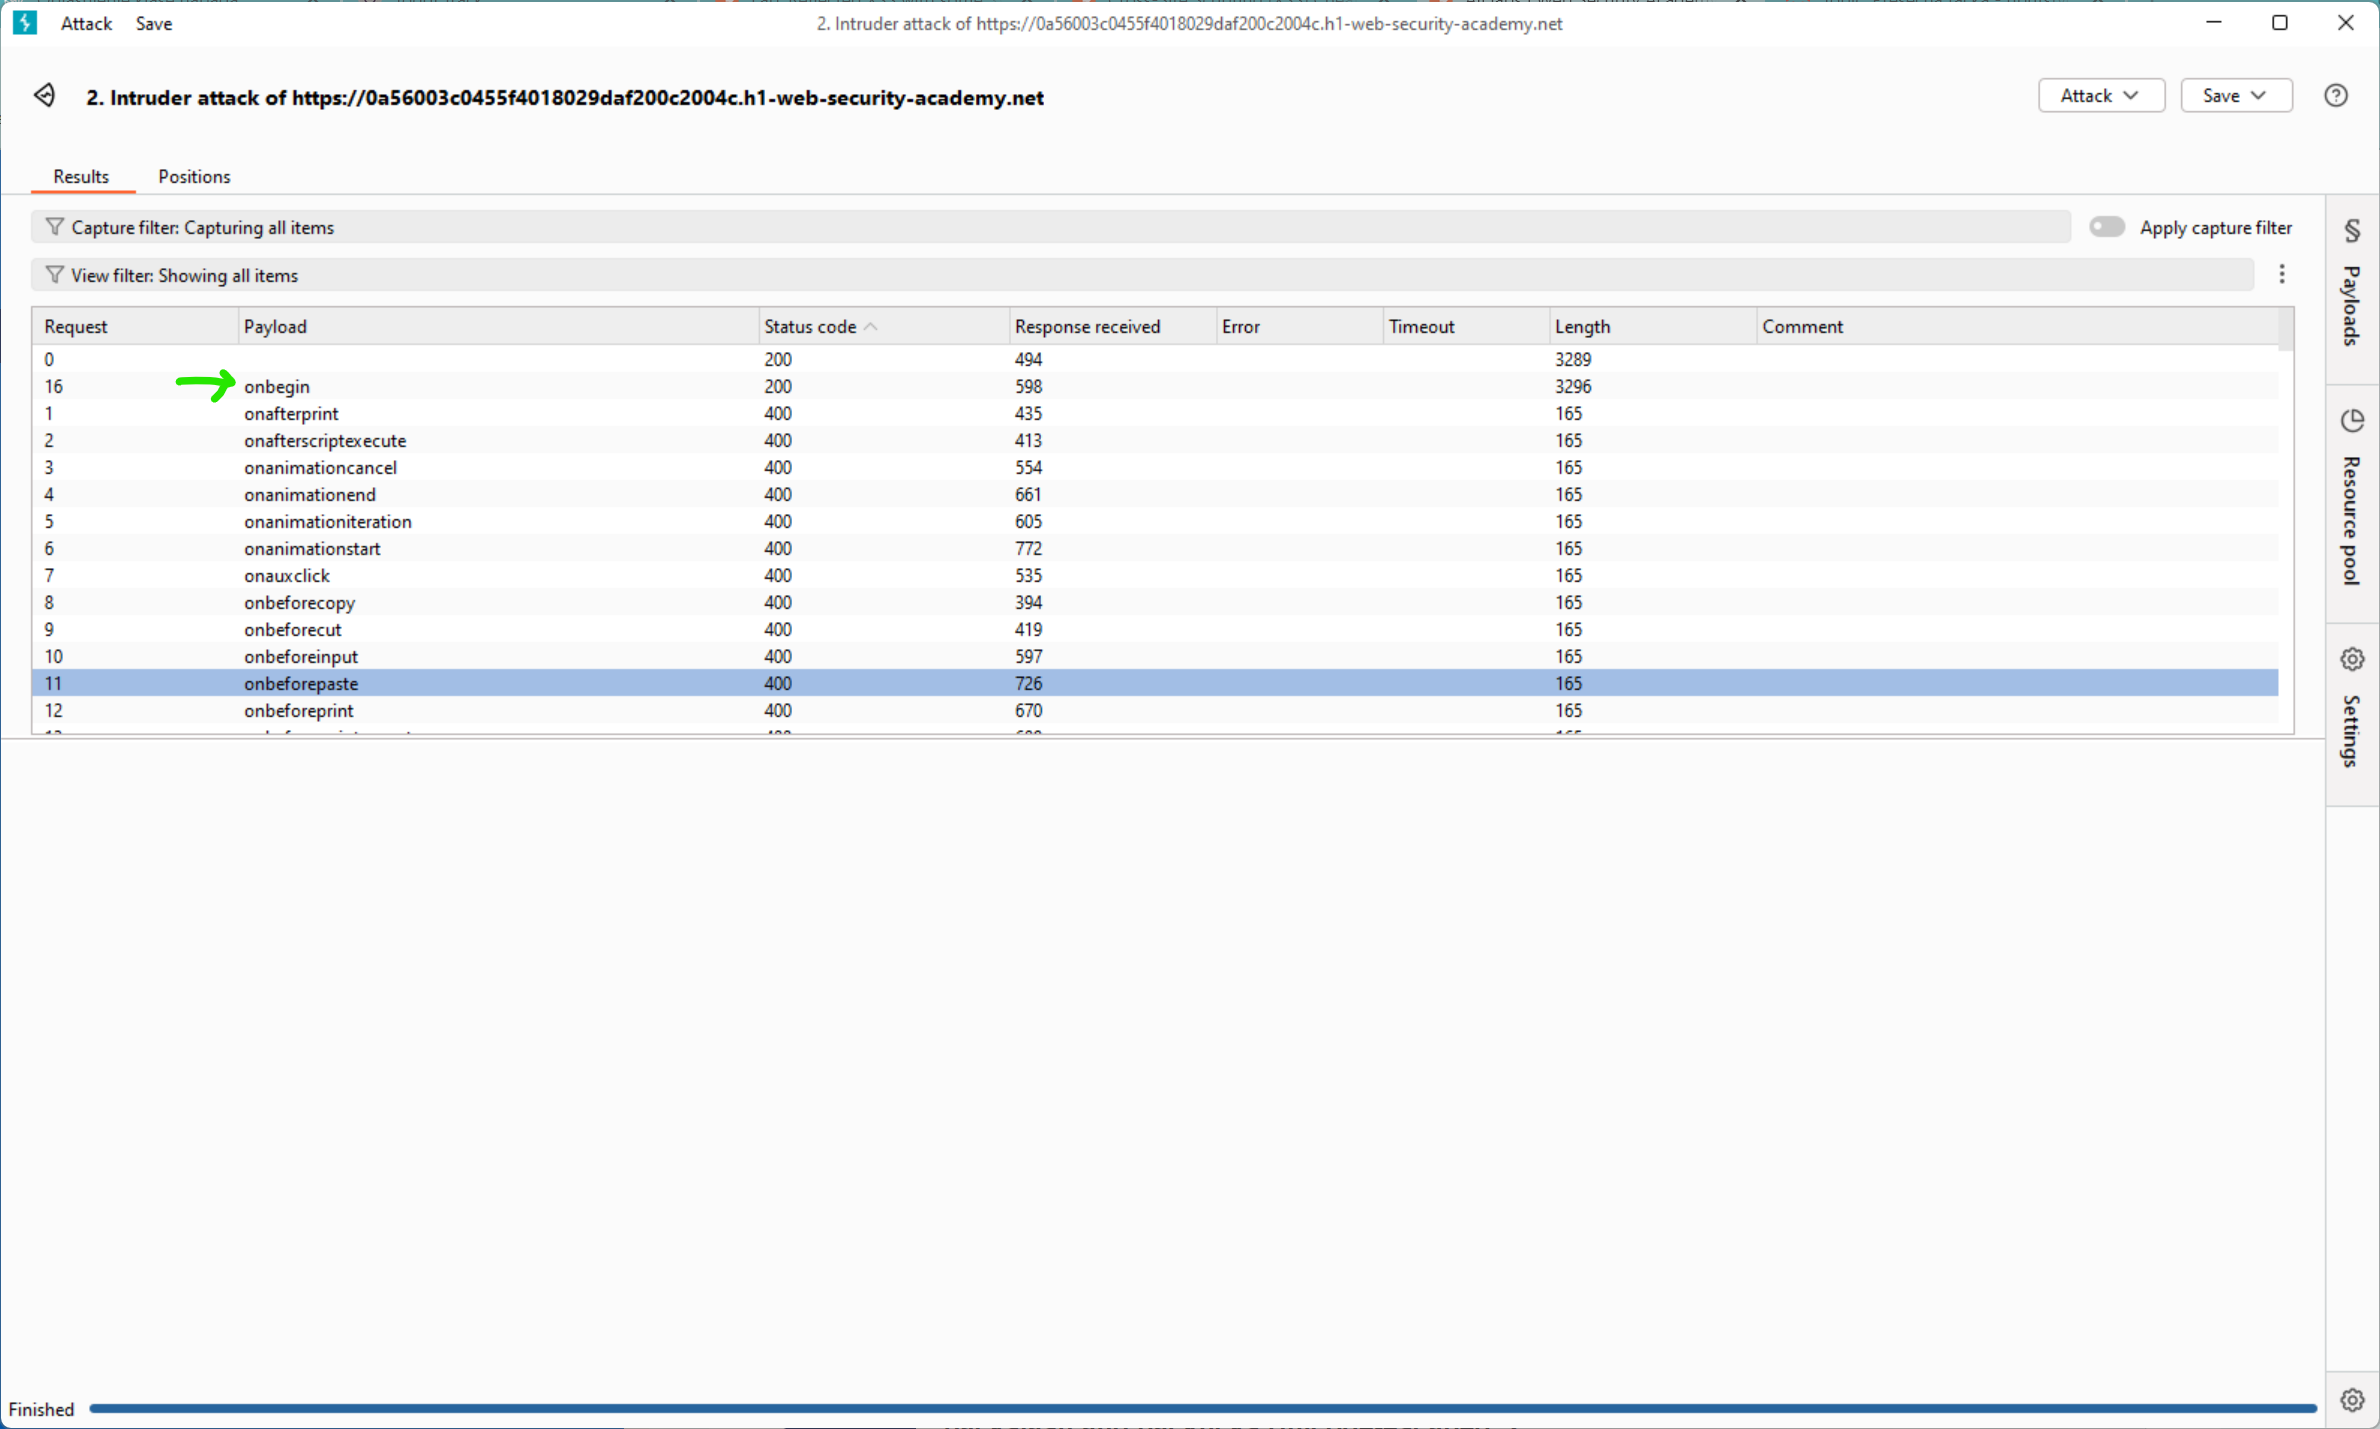 Attack Save 2. Intruder attack of https://0a56003c0455f4018029daf200c2004c.h1-web-security-academy.net
2. Intruder attack of https://0a56003c0455f4018029daf200c2004c.h1-web-security-academy.net Attack Save
Results Positions
Capture filter: Capturing all items Apply capture filter
View filter: Showing all items
Request Payload Status code Response received Error Timeout Length Comment
0 200 494 3289
16 onbegin 200 598 3296
1 onafterprint 400 435 165
2 onafterscriptexecute 400 413 165
3 onanimationcancel 400 554 165
4 onanimationend 400 661 165
5 onanimationiteration 400 605 165
6 onanimationstart 400 772 165
7 onauxclick 400 535 165
8 onbeforecopy 400 394 165
9 onbeforecut 400 419 165
10 onbeforeinput 400 597 165
11 onbeforepaste 400 726 165
12 onbeforeprint 400 670 165
Payloads
Resource pool
Settings
Finished